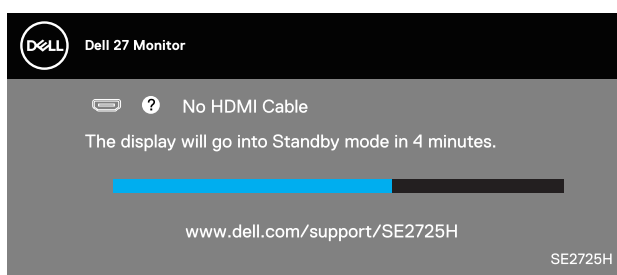 DELL
Dell 27 Monitor
? No HDMI Cable
The display will go into Standby mode in 4 minutes.
www.dell.com/support/SE2725H
SE2725H